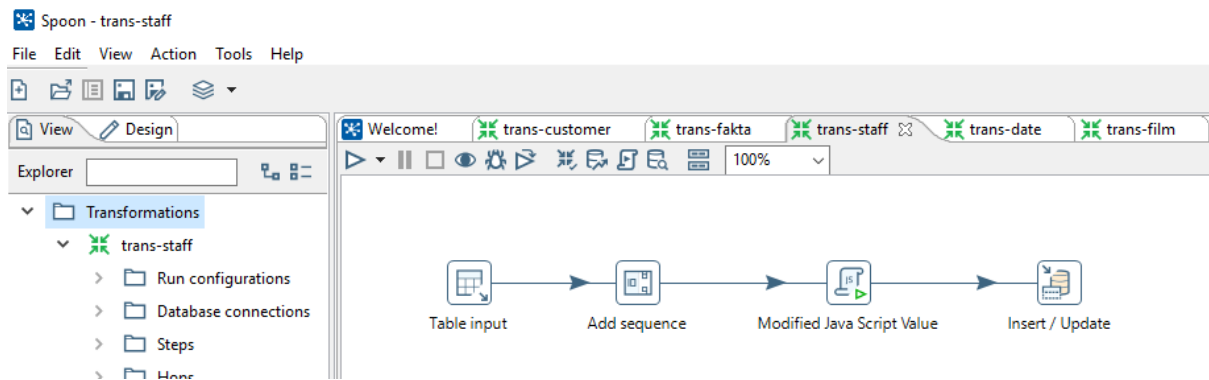 Spoon - trans-staff
File Edit View Action Tools Help
View Design
Welcome! trans-customer trans-fakta trans-staff trans-date trans-film
Explorer
100%
Transformations
trans-staff
Run configurations
Database connections
Steps
Hops
Table input Add sequence Modified Java Script Value Insert / Update